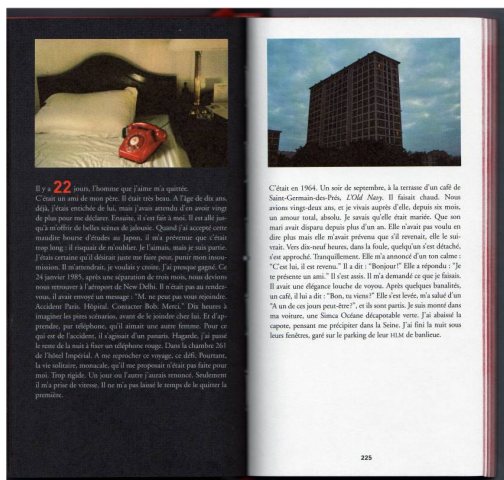 Il y a 22 jours, l'homme que j'aime m'a quittée.
C'était un ami de mon père. Il était très beau. A l'âge de dix ans,
déjà, j'étais entichée de lui, mais j'avais attendu d'en avoir vingt
de plus pour me déclarer. Ensuite, il s'est fait à moi. Il est allé jus-
qu'à m'offrir de belles scènes de jalousie. Quand j'ai accepté cette
maudite bourse d'études au Japon, il m'a prévenue que c'était
trop long : il risquait de m'oublier. Je l'aimais, mais je suis partie.
J'étais certaine qu'il désirait juste me faire peur, punir mon insou-
mission. Il m'attendrait, je voulais y croire. J'ai presque gagné. Ce
24 janvier 1985, après une séparation de trois mois, nous devions
nous retrouver à l'aéroport de New Delhi. Il n'était pas au rendez-
vous, il avait envoyé un message : "M. ne peut pas vous rejoindre.
Accident Paris. Hôpital. Contacter Bob. Merci." Dix heures à
imaginer les pires scénarios, avant de le joindre chez lui. Et d'ap-
prendre, par téléphone, qu'il aimait une autre femme. Pour ce
qui est de l'accident, il s'agissait d'un panaris. Hagarde, j'ai passé
le reste de la nuit à fixer un téléphone rouge. Dans la chambre 261
de l'hôtel Impérial. A me reprocher ce voyage, ce défi. Pourtant,
la vie solitaire, monacale, qu'il me proposait n'était pas faite pour
moi. Trop rigide. Un jour ou l'autre j'aurais renoncé. Seulement
il m'a prise de vitesse. Il ne m'a pas laissé le temps de le quitter la
première.
C'était en 1964. Un soir de septembre, à la terrasse d'un café de
Saint-Germain-des-Prés, L'Old Navy. Il faisait chaud. Nous
avions vingt-deux ans, et je vivais auprès d'elle, depuis six mois,
un amour total, absolu. Je savais qu'elle était mariée. Que son
mari avait disparu depuis plus d'un an. Elle n'avait pas voulu en
dire plus mais elle m'avait prévenu que s'il revenait, elle le sui-
vrait. Vers dix-neuf heures, dans la foule, quelqu'un s'est détaché,
s'est approché. Tranquillement. Elle m'a annoncé d'un ton calme :
"C'est lui, il est revenu." Il a dit : "Bonjour!" Elle a répondu : "Je
te présente un ami." Il s'est assis. Il m'a demandé ce que je faisais.
Il avait une élégance louche de voyou. Après quelques banalités,
un café, il lui a dit : "Bon, tu viens?" Elle s'est levée, m'a salué d'un
"A un de ces jours peut-être?", et ils sont partis. Je suis monté dans
ma voiture, une Simca Océane décapotable verte. J'ai abaissé la
capote, pensant me précipiter dans la Seine. J'ai fini la nuit sous
leurs fenêtres, garé sur le parking de leur HLM de banlieue.
225